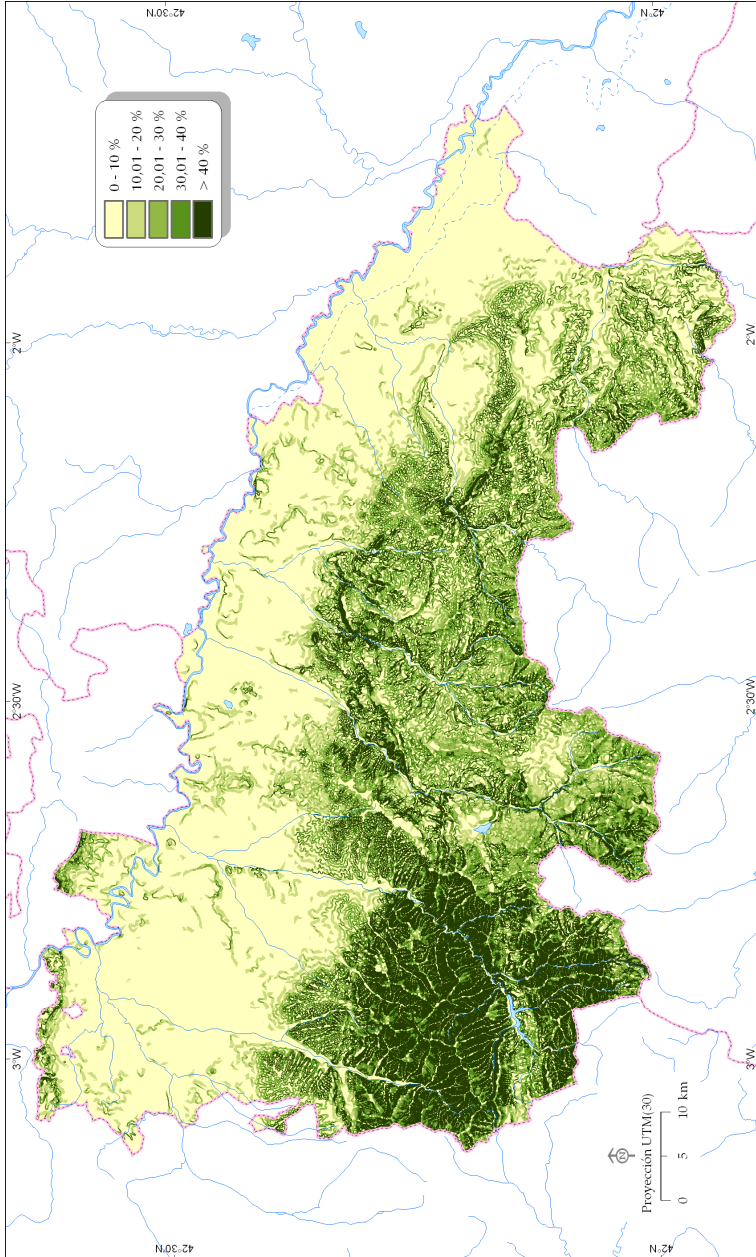 3°W
2°30'W
2°W
42°30'N
42°30'N
42°N
42°N
0 - 10 %
10,01 - 20 %
20,01 - 30 %
30,01 - 40 %
> 40 %
N
Proyección UTM(30)
0 5 10 km
3°W
2°30'W
2°W